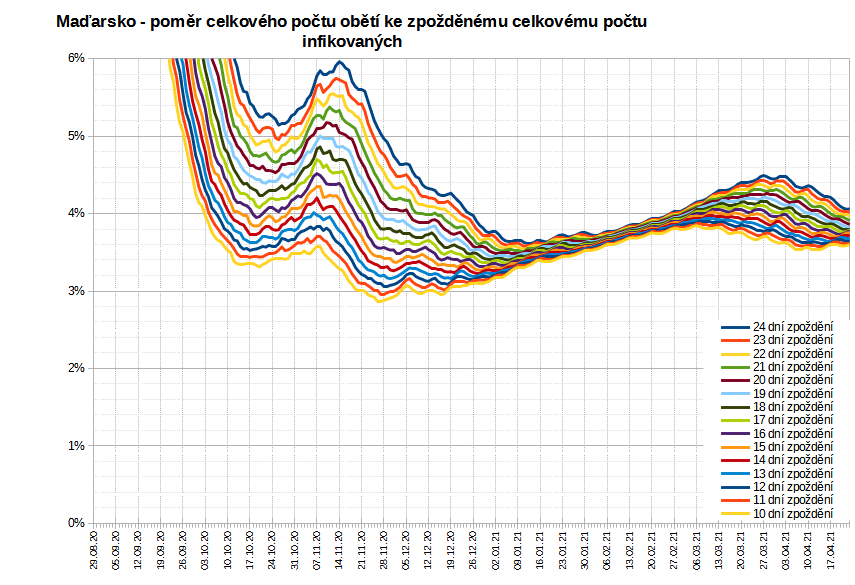 Maďarsko - poměr celkového počtu obětí ke zpožděnému celkovému počtu
infikovaných
6%
5%
4%
3%
2%
1%
0%
24 dní zpoždění
23 dní zpoždění
22 dní zpoždění
21 dní zpoždění
20 dní zpoždění
19 dní zpoždění
18 dní zpoždění
17 dní zpoždění
16 dní zpoždění
15 dní zpoždění
14 dní zpoždění
13 dní zpoždění
12 dní zpoždění
11 dní zpoždění
10 dní zpoždění
29.08.20
05.09.20
12.09.20
19.09.20
26.09.20
03.10.20
10.10.20
17.10.20
24.10.20
31.10.20
07.11.20
14.11.20
21.11.20
28.11.20
05.12.20
12.12.20
19.12.20
26.12.20
02.01.21
09.01.21
16.01.21
23.01.21
30.01.21
06.02.21
13.02.21
20.02.21
27.02.21
06.03.21
13.03.21
20.03.21
27.03.21
03.04.21
10.04.21
17.04.21